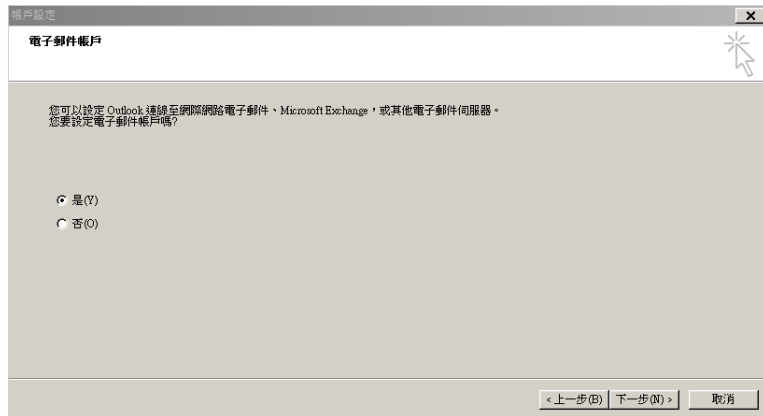 帳戶設定
電子郵件帳戶
您可以設定 Outlook 連線至網際網路電子郵件、Microsoft Exchange，或其他電子郵件伺服器。
您要設定電子郵件帳戶嗎?
是(Y)
否(O)
<上一步(B) 下一步(N)> 取消